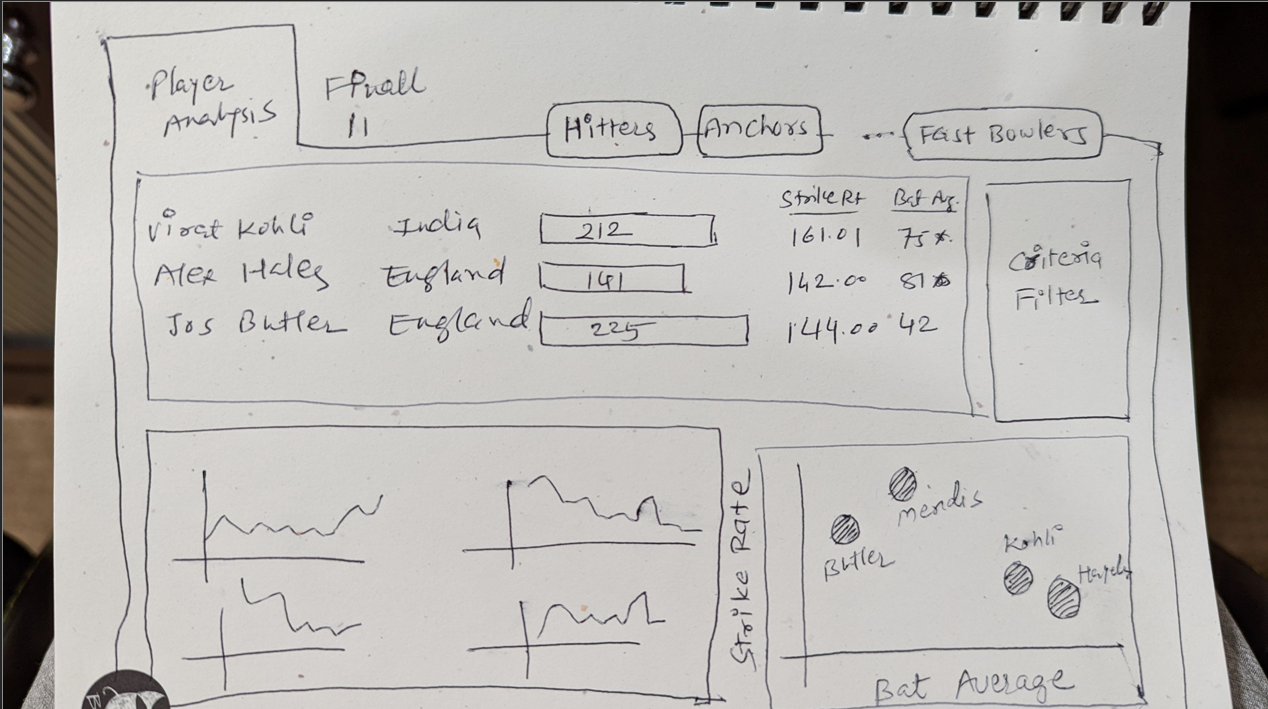 Player
Analysis
Final
11
Hitters
Anchors
....
Fast Bowlers
Strike Rt Bat Ag.
Virat Kohli India 212 161.01 75*.
Alex Hales England 141 142.00 81*
Jos Butler England 225 144.00 42
Criteria
Filter
Strike Rate
Mendis
Butler
Kohli
Hayels
Bat Average